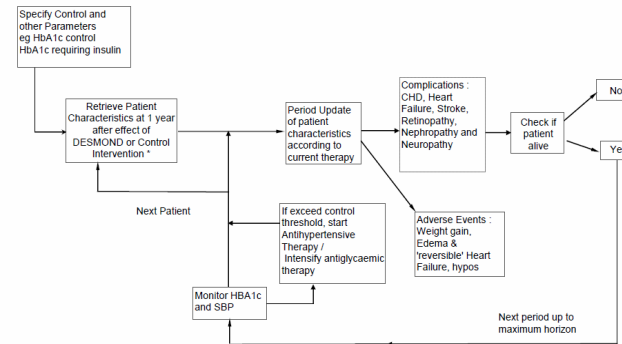 Specify Control and
other Parameters
eg HbA1c control
HbA1c requiring insulin
Retrieve Patient
Characteristics at 1 year
after effect of
DESMOND or Control
Intervention *
Period Update
of patient
characteristics
according to
current therapy
Complications :
CHD, Heart
Failure, Stroke,
Retinopathy,
Nephropathy and
Neuropathy
Check if
patient
alive
No
Ye
Next Patient
If exceed control
threshold, start
Antihypertensive
Therapy /
Intensify antiglycaemic
therapy
Adverse Events :
Weight gain,
Edema &
'reversible' Heart
Failure, hypos
Monitor HBA1c
and SBP
Next period up to
maximum horizon